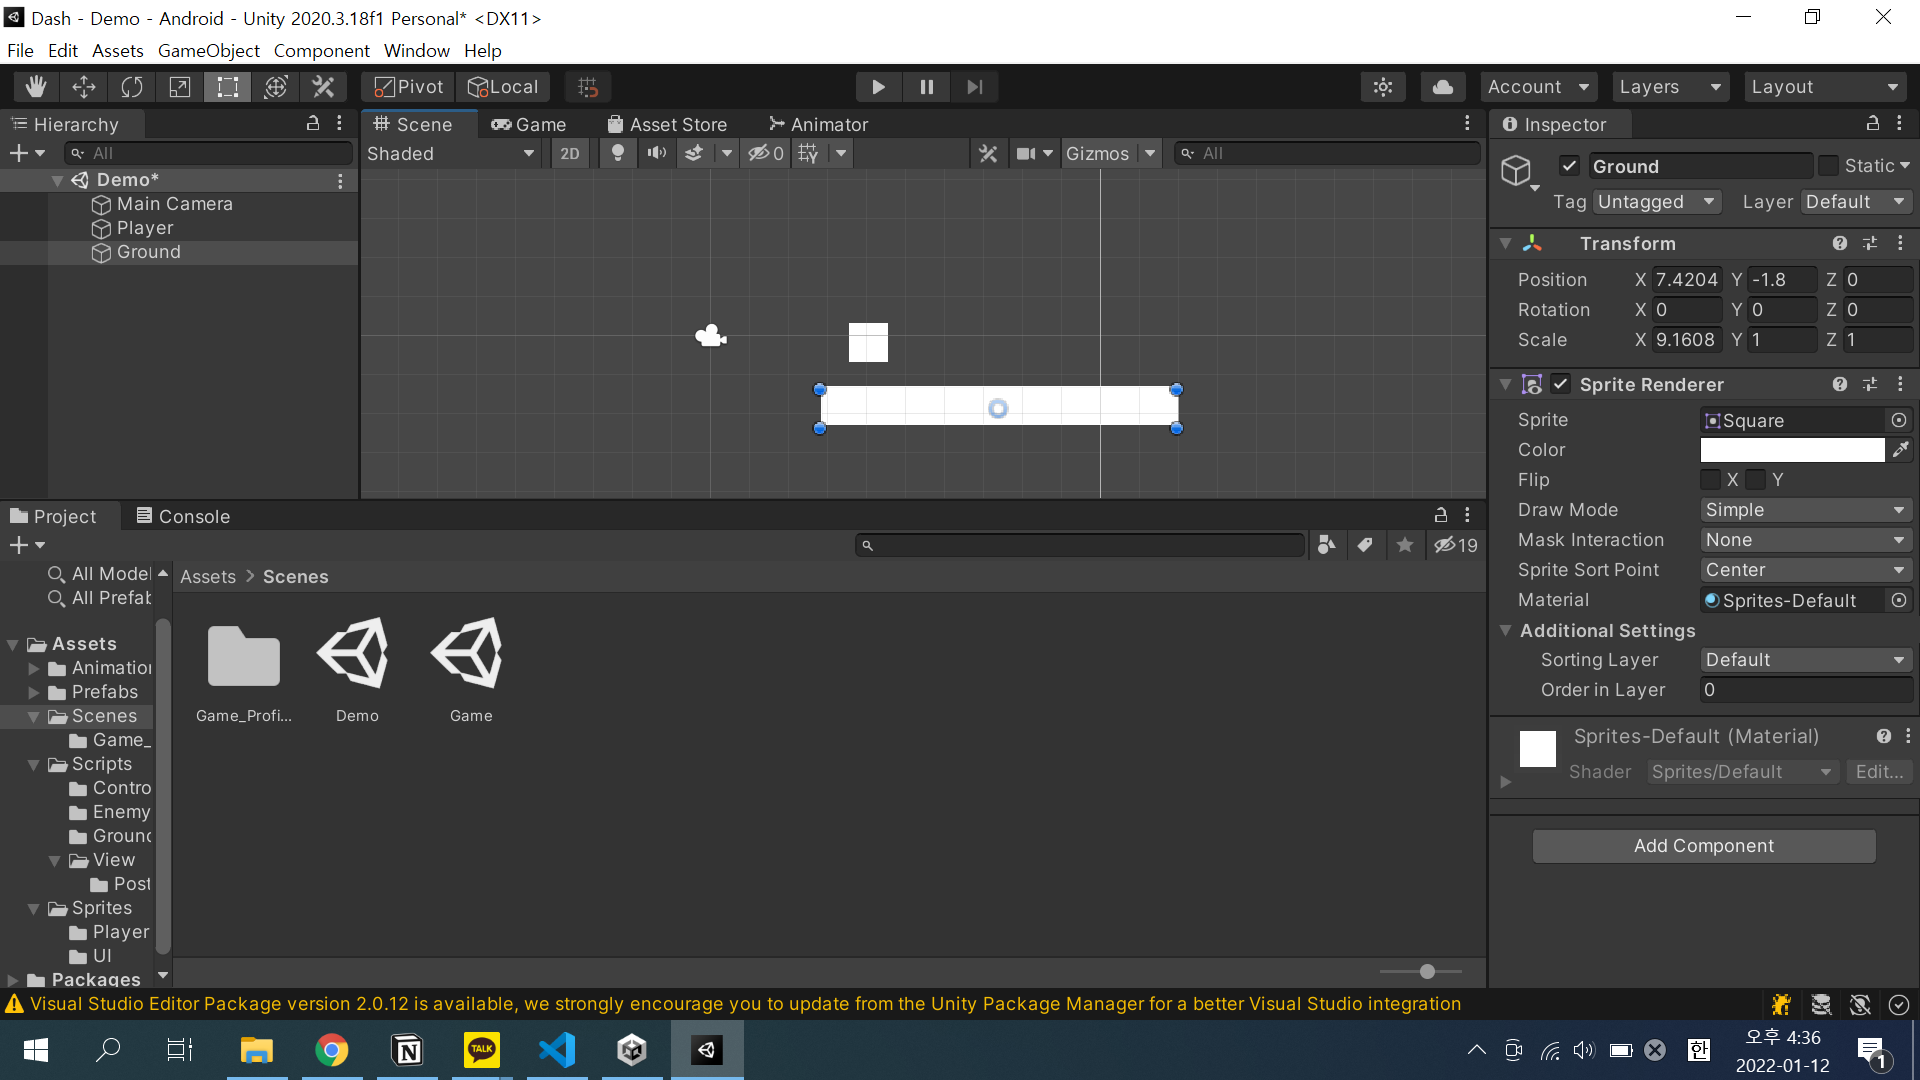 Dash - Demo - Android - Unity 2020.3.18f1 Personal* <DX11>
File Edit Assets GameObject Component Window Help
Pivot Local Account Layers Layout
Hierarchy
All
Demo*
Main Camera
Player
Ground
Scene Game Asset Store Animator
Shaded 2D 0 Gizmos All
Inspector
Ground Static
Tag Untagged Layer Default
Transform
Position X 7.4204 Y -1.8 Z 0
Rotation X 0 Y 0 Z 0
Scale X 9.1608 Y 1 Z 1
Sprite Renderer
Sprite Square
Color
Flip X Y
Draw Mode Simple
Mask Interaction None
Sprite Sort Point Center
Material Sprites-Default
Additional Settings
Sorting Layer Default
Order in Layer 0
Sprites-Default (Material)
Shader Sprites/Default Edit...
Add Component
Project Console
19
All Model
All Prefab
Assets
Animation
Prefabs
Scenes
Game_
Scripts
Contro
Enemy
Ground
View
Post
Sprites
Player
UI
Packages
Assets > Scenes
Game_Profi... Demo Game
Visual Studio Editor Package version 2.0.12 is available, we strongly encourage you to update from the Unity Package Manager for a better Visual Studio integration
TALK
한
오후 4:36
2022-01-12
1